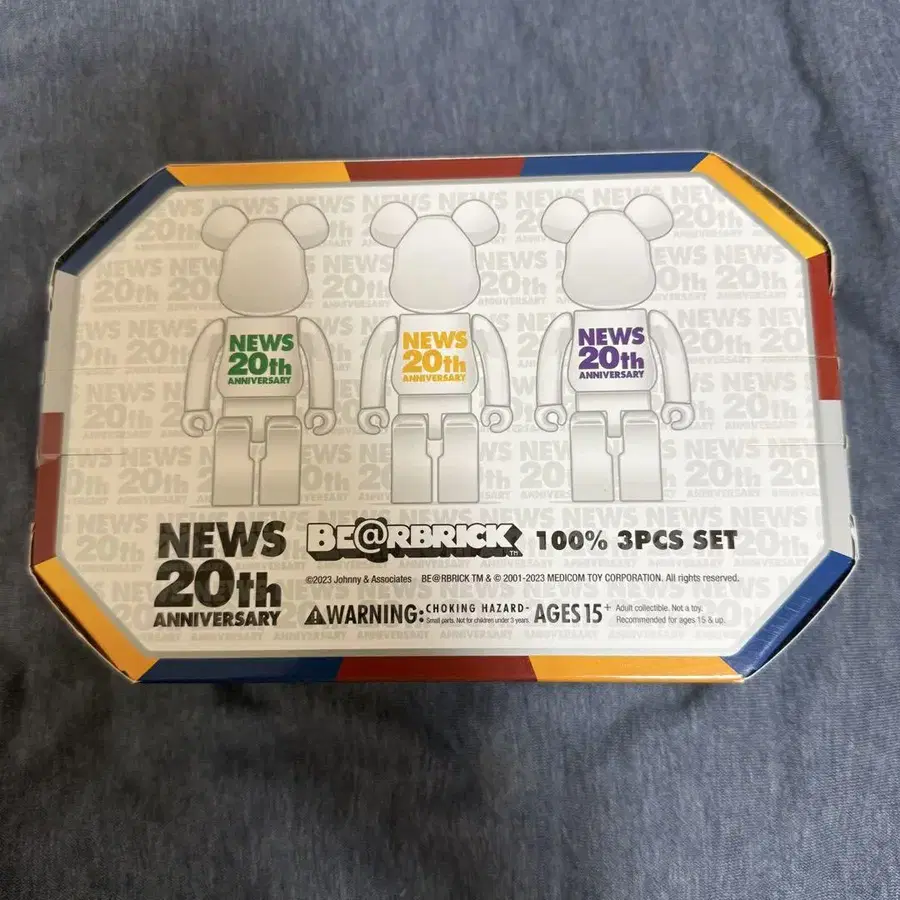 NEWS
20th
ANNIVERSARY
NEWS
20th
ANNIVERSARY
NEWS
20th
ANNIVERSARY
NEWS
20th
ANNIVERSARY
BE@RBRICK TM 100% 3PCS SET
©2023 Johnny & Associates BE@RBRICK TM & © 2001-2023 MEDICOM TOY CORPORATION. All rights reserved.
WARNING: CHOKING HAZARD- Small parts. Not for children under 3 years. AGES 15+ Adult collectible. Not a toy. Recommended for ages 15 & up.